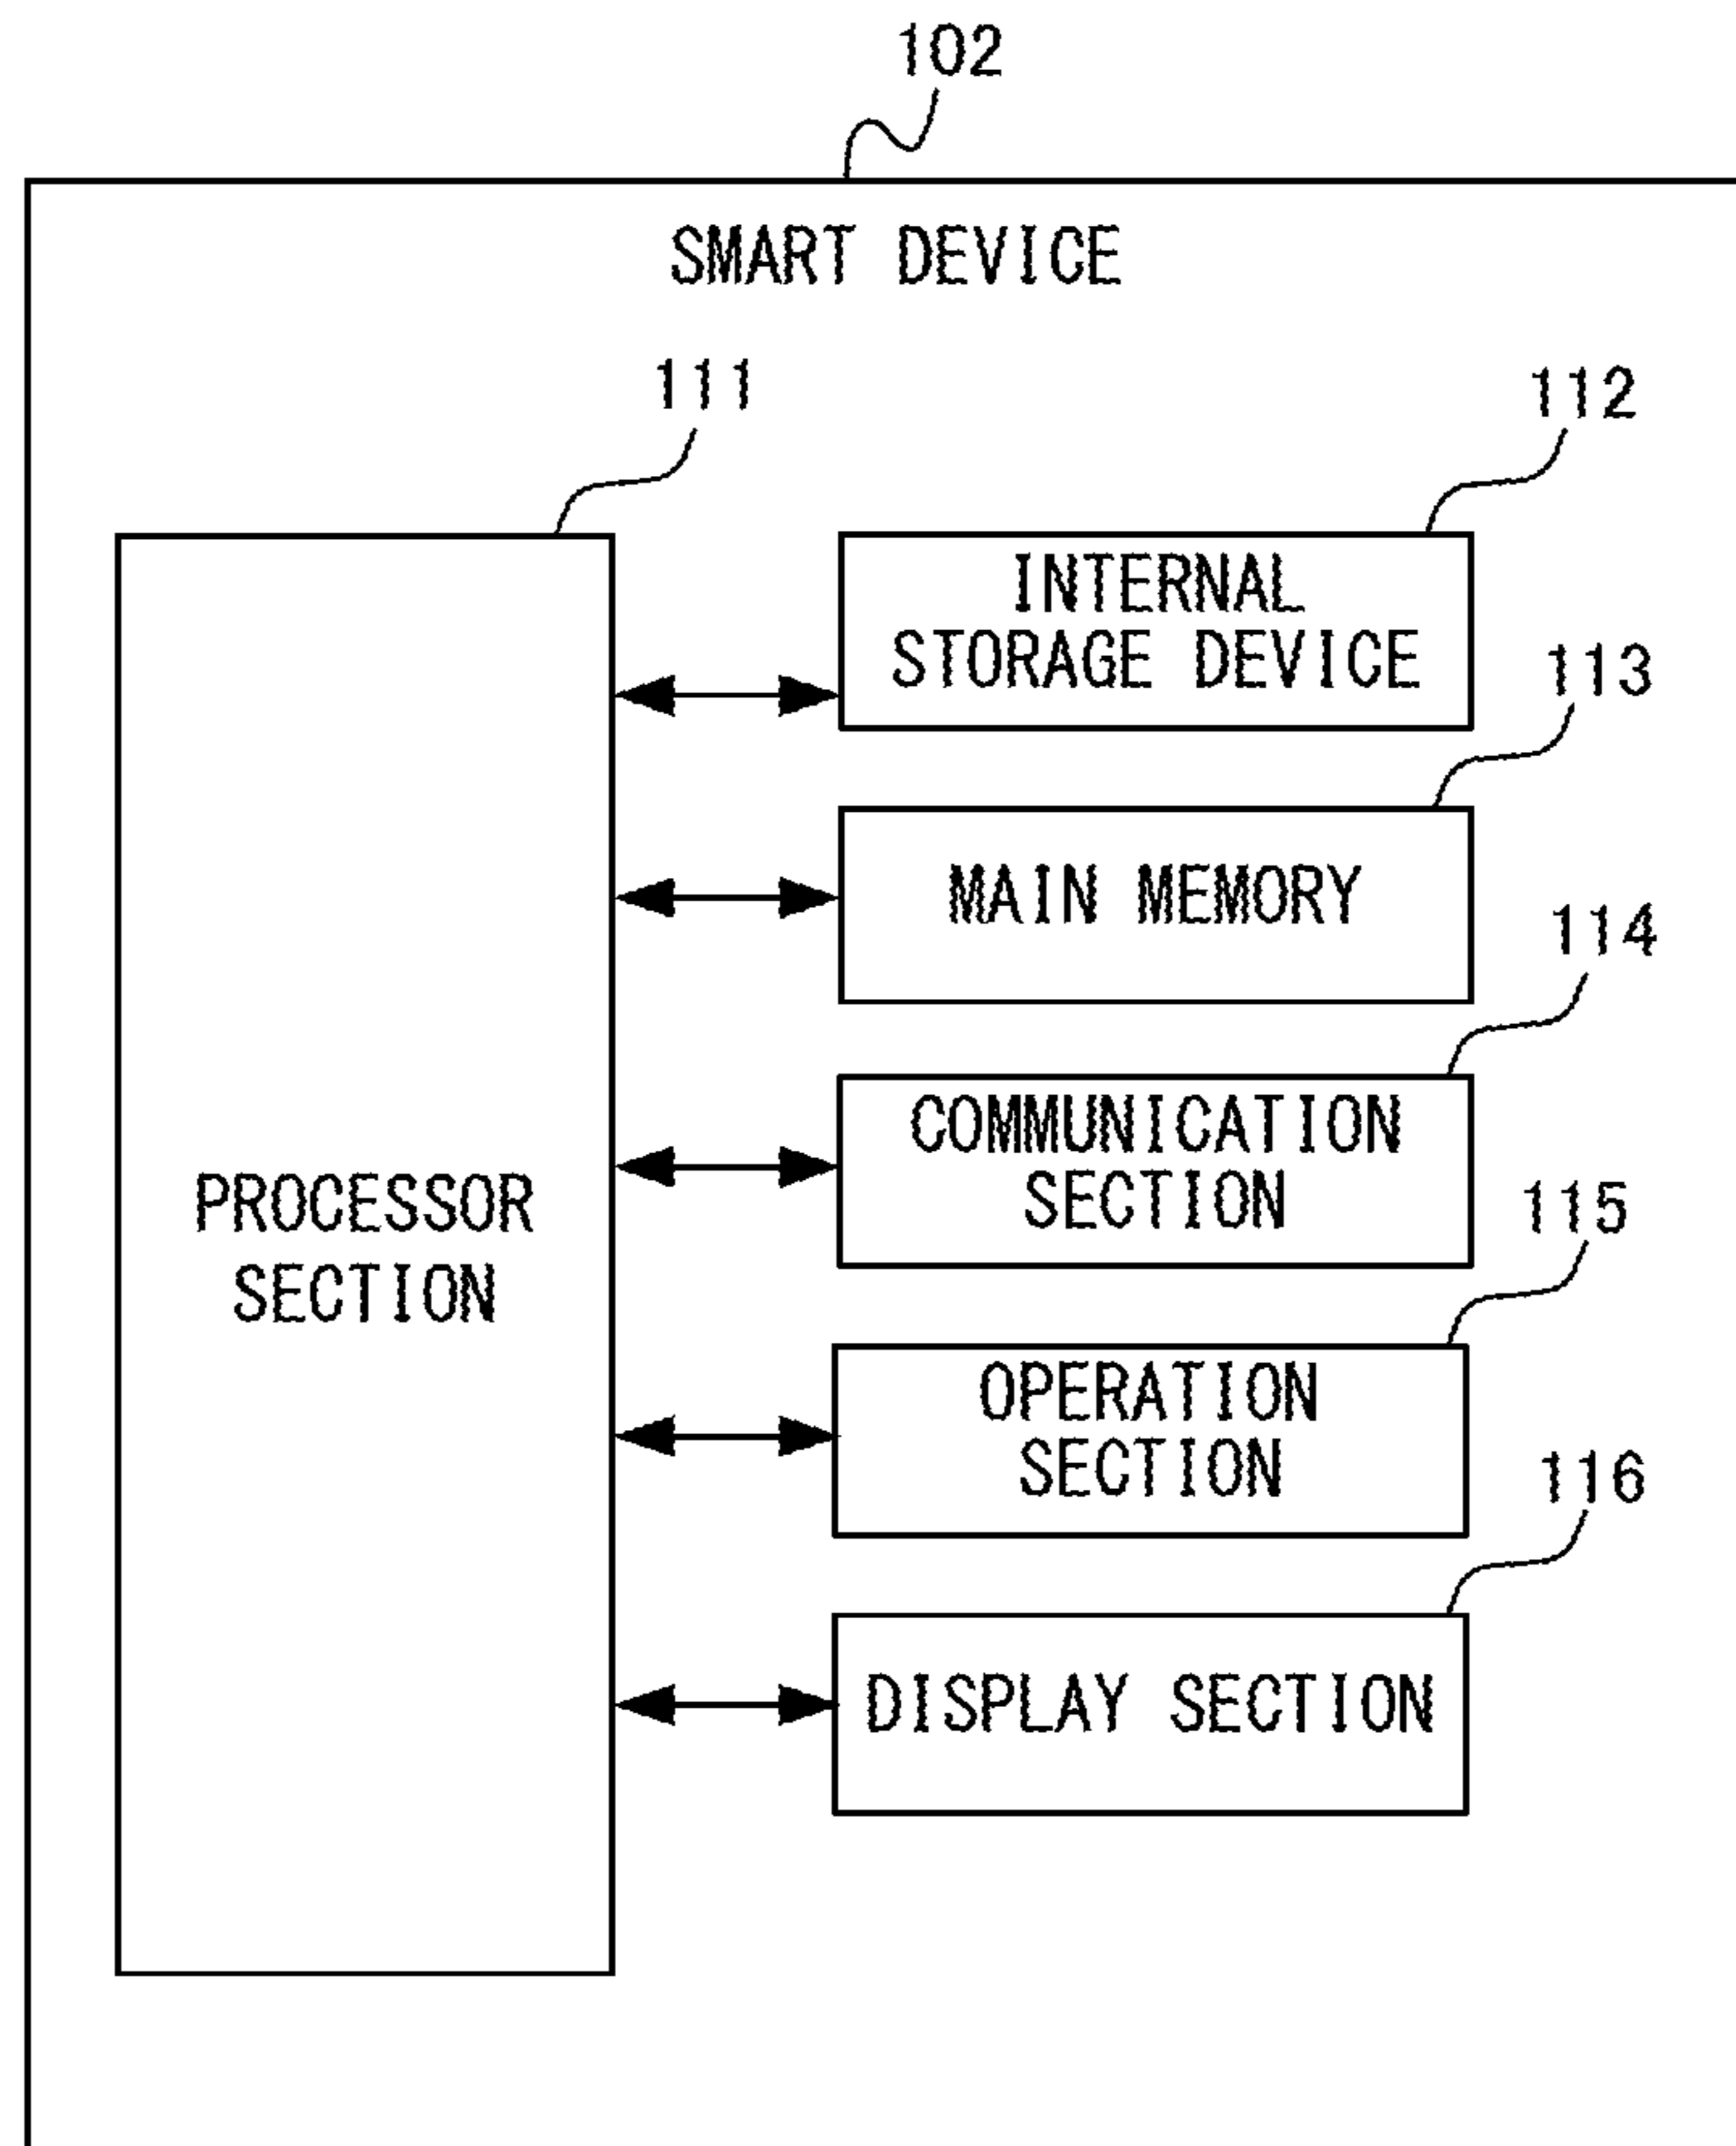 102
SMART DEVICE
111
112
INTERNAL
STORAGE DEVICE
113
MAIN MEMORY
114
COMMUNICATION
SECTION
PROCESSOR
SECTION
115
OPERATION
SECTION
116
DISPLAY SECTION